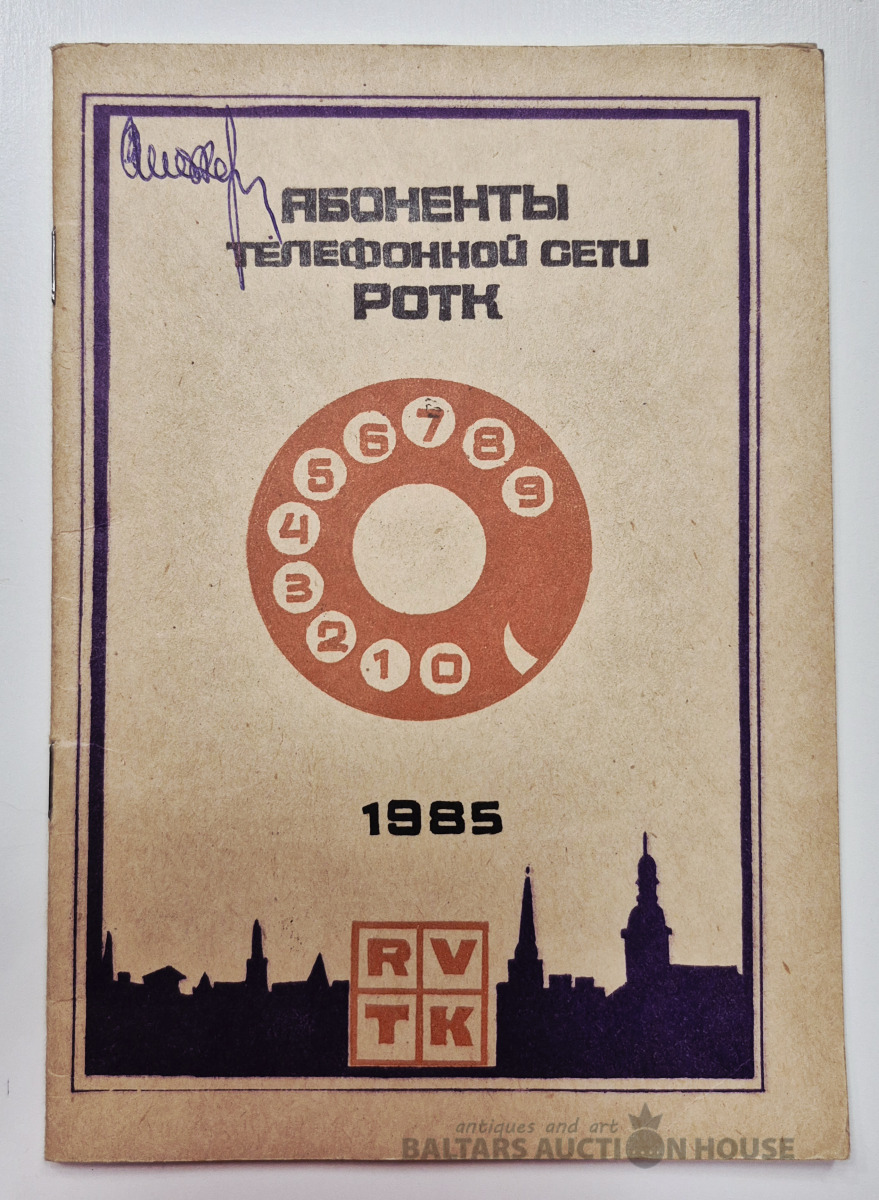 АБОНЕНТЫ
ТЕЛЕФОННОЙ СЕТИ
РОТК
7
6 8
5 9
4
3
2
1 0
1985
RV
TK
antiques and art
BALTARS AUCTION HOUSE